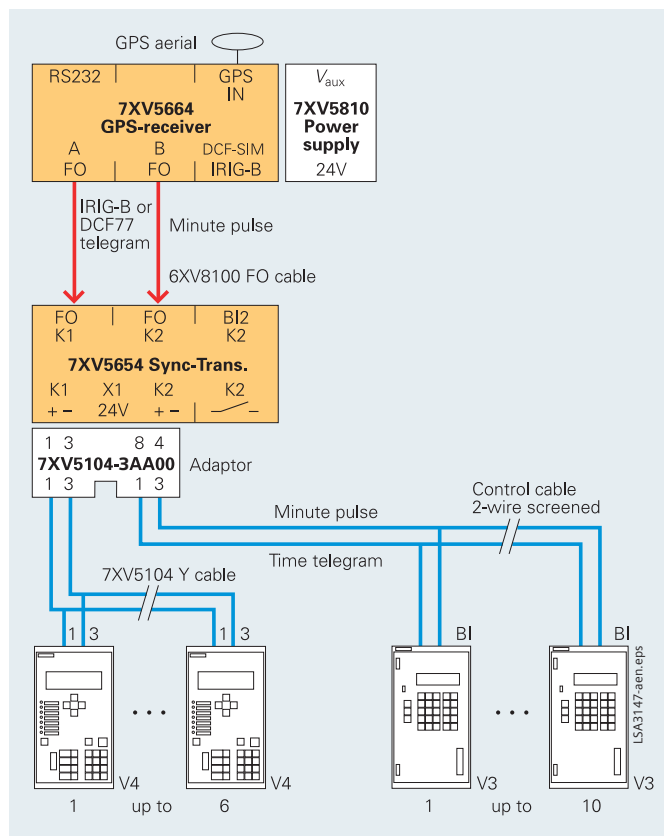 GPS aerial
RS232 | | GPS IN
7XV5664
GPS-receiver
A B DCF-SIM
FO | FO | IRIG-B
Vaux
7XV5810
Power
supply
24V
IRIG-B or
DCF77
telegram
Minute pulse
6XV8100 FO cable
FO | FO | BI2
K1 K2 K2
7XV5654 Sync-Trans.
K1 X1 K2 K2
+ − 24V + −
1 3 8 4
7XV5104-3AA00
1 3 1 3
Adaptor
Control cable
2-wire screened
Minute pulse
Time telegram
7XV5104 Y cable
1 3 1 3 BI BI
LSA3147-aen.eps
V4 V4 V3 V3
1 up to 6 1 up to 10